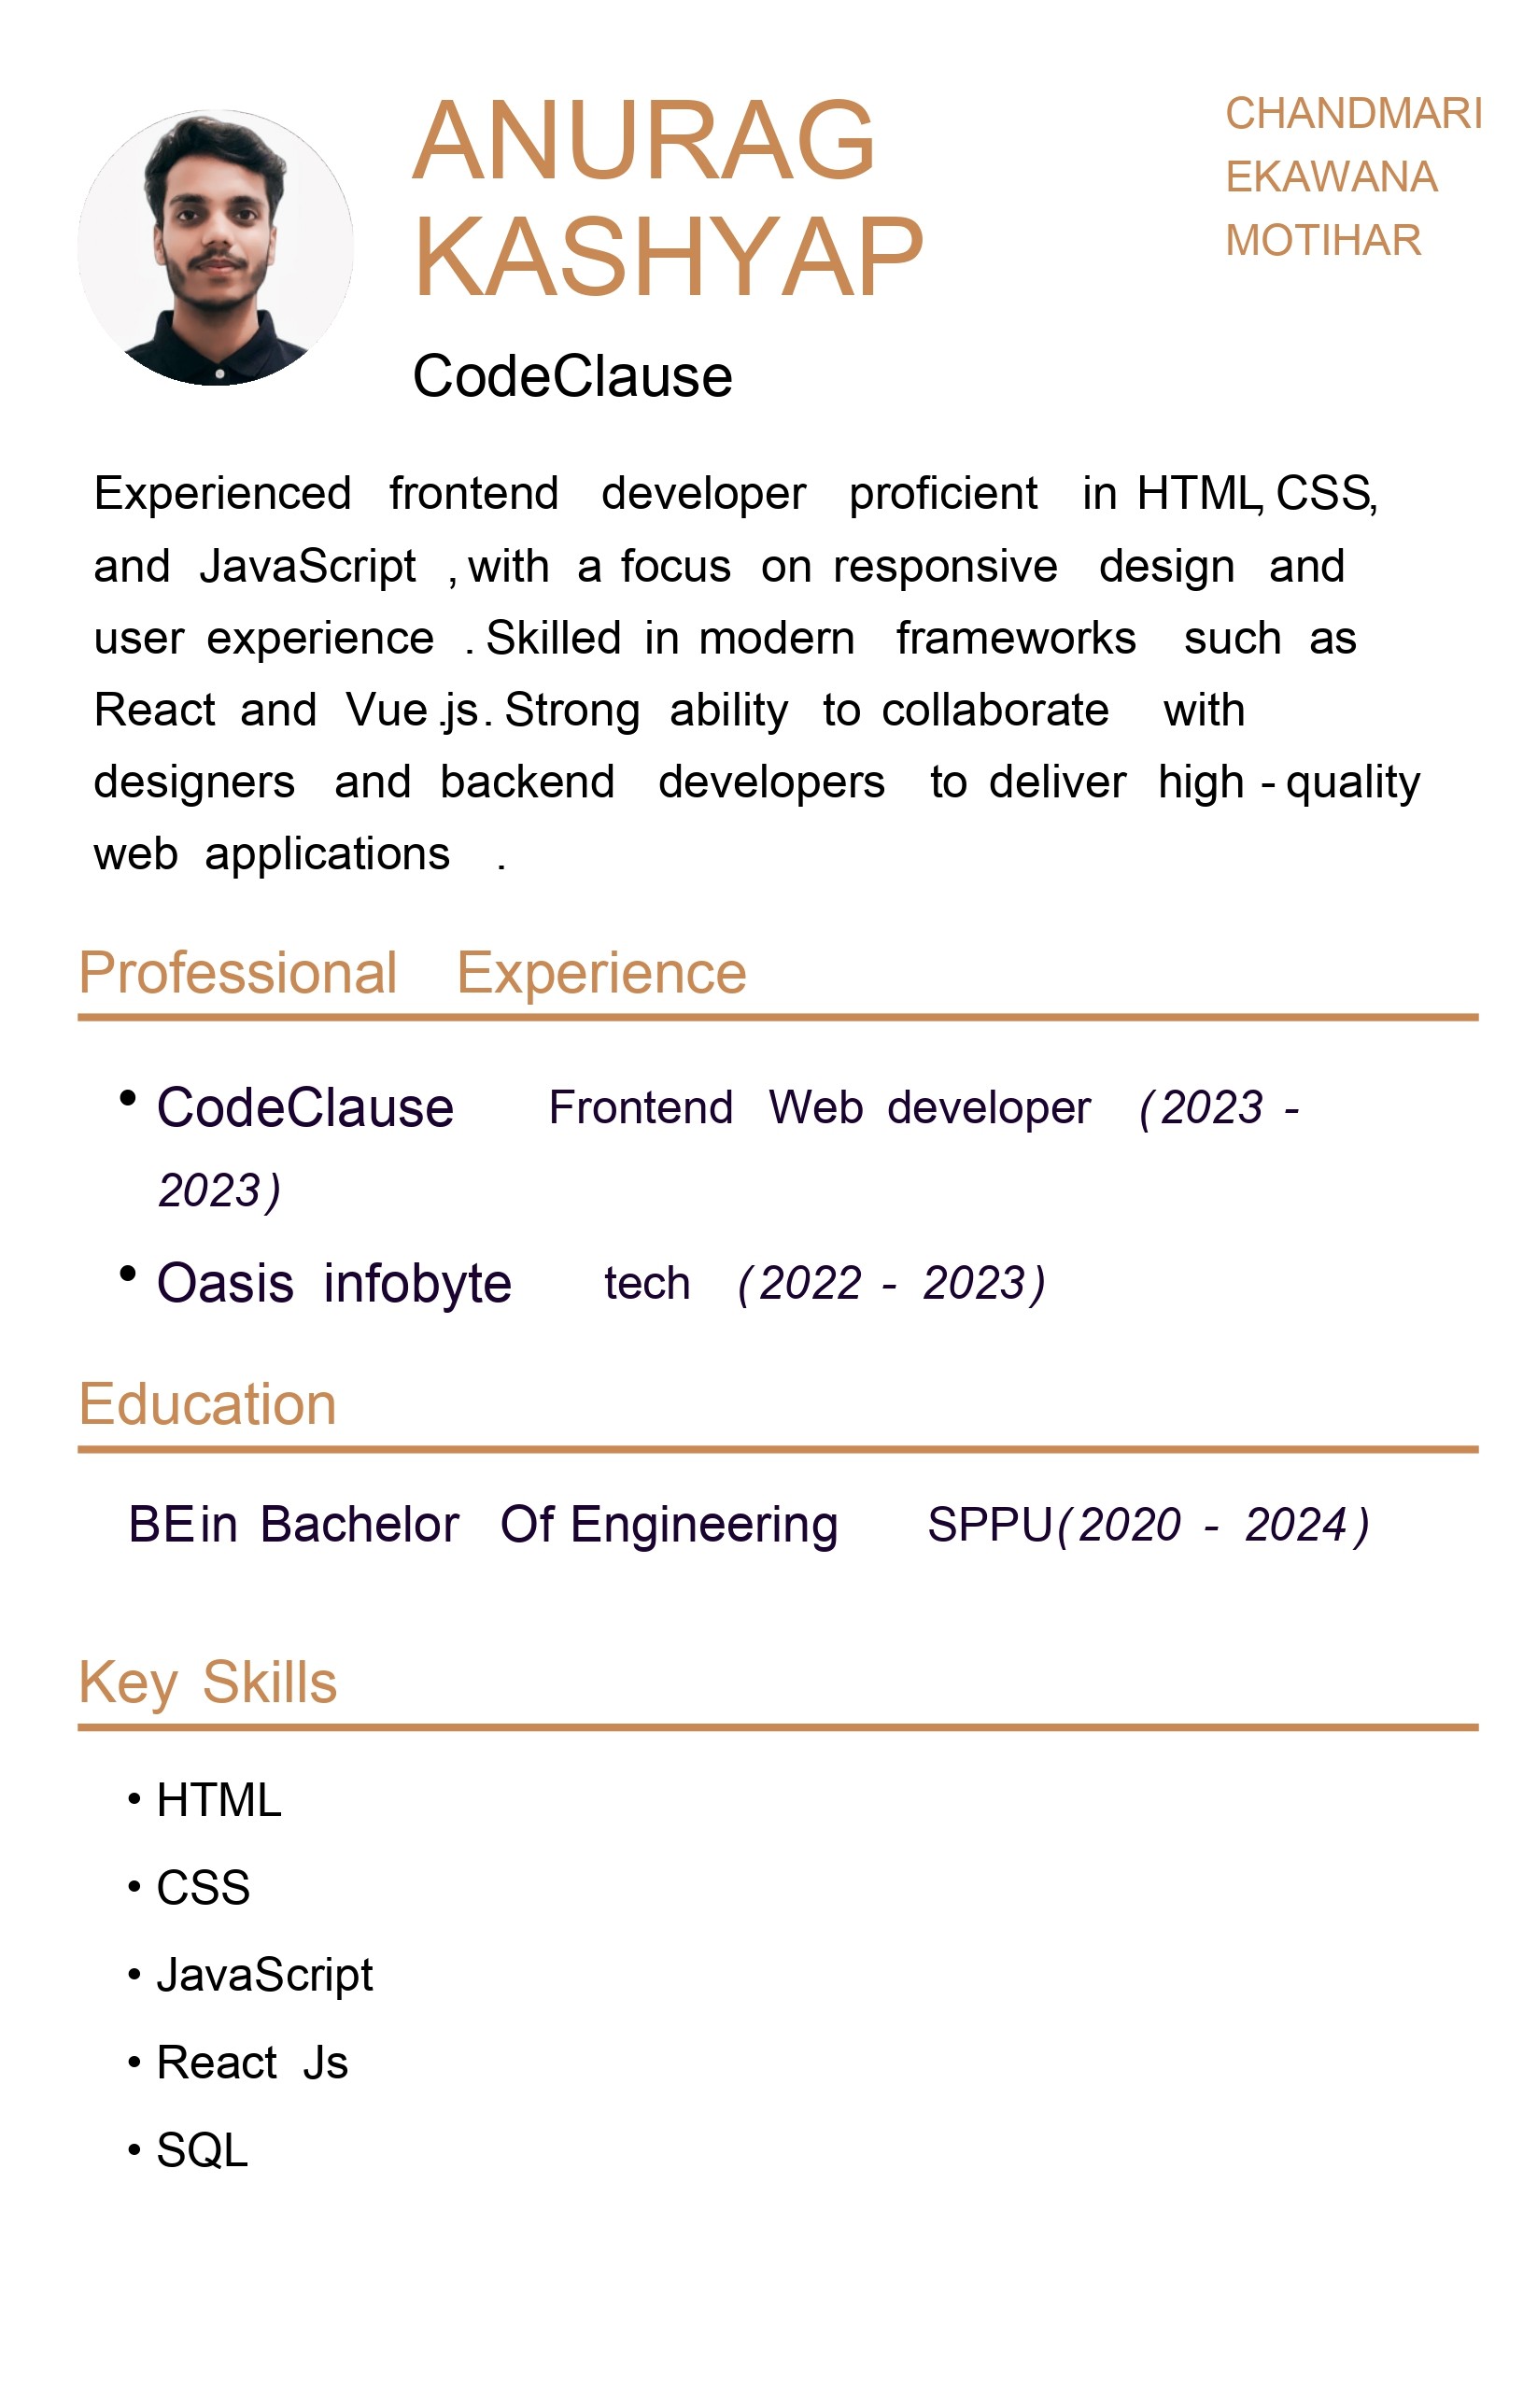 ANURAG
KASHYAP
CodeClause
CHANDMARI
EKAWANA
MOTIHAR
Experienced frontend developer proficient in HTML, CSS,
and JavaScript , with a focus on responsive design and
user experience . Skilled in modern frameworks such as
React and Vue .js . Strong ability to collaborate with
designers and backend developers to deliver high - quality
web applications .
Professional Experience
• CodeClause Frontend Web developer (2023 -
2023)
• Oasis infobyte tech (2022 - 2023)
Education
BE in Bachelor Of Engineering SPPU (2020 - 2024)
Key Skills
• HTML
• CSS
• JavaScript
• React Js
• SQL